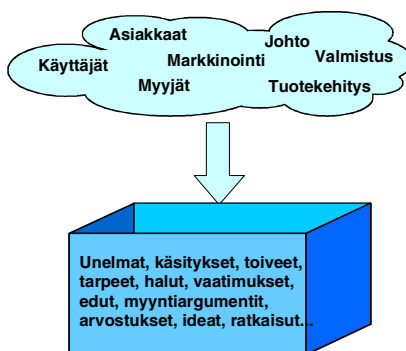 Asiakkaat
Johto
Käyttäjät
Markkinointi
Valmistus
Myyjät
Tuotekehitys
Unelmat, käsitykset, toiveet,
tarpeet, halut, vaatimukset,
edut, myyntiargumentit,
arvostukset, ideat, ratkaisut...